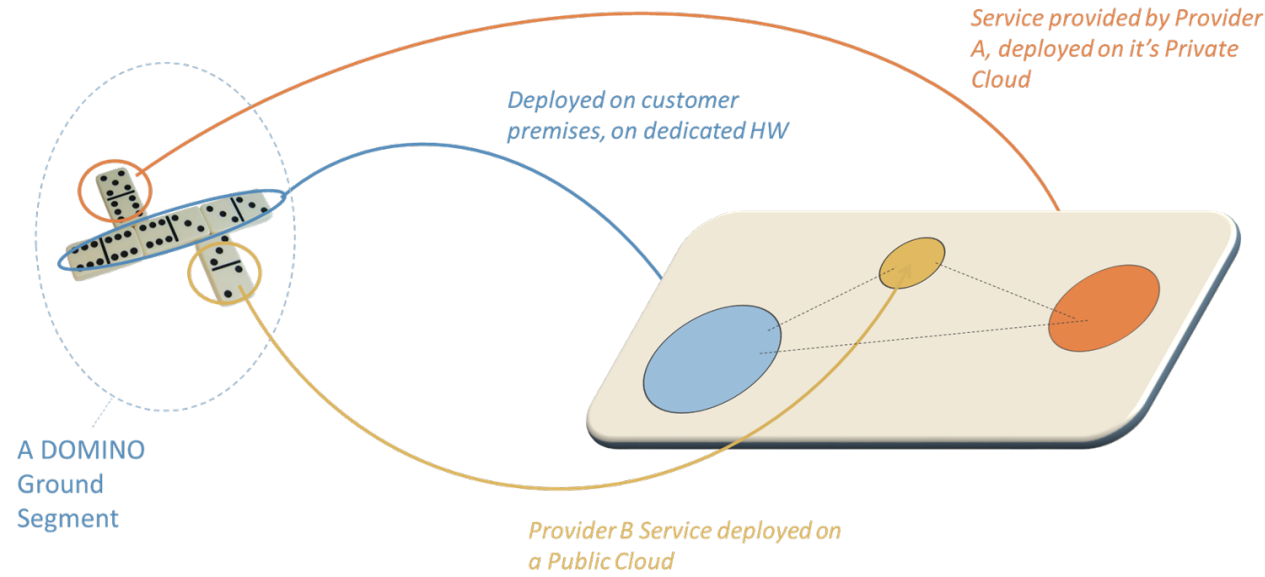 Service provided by Provider
A, deployed on it's Private
Cloud
Deployed on customer
premises, on dedicated HW
A DOMINO
Ground
Segment
Provider B Service deployed on
a Public Cloud